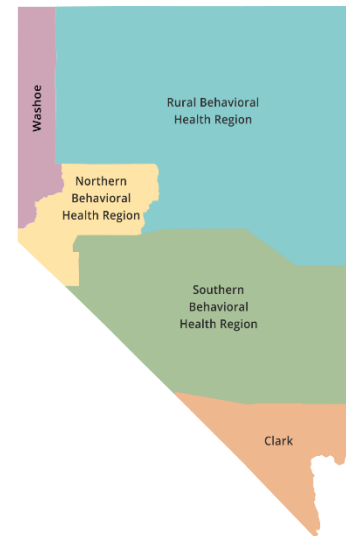 Washoe
Rural Behavioral
Health Region
Northern
Behavioral
Health Region
Southern
Behavioral
Health Region
Clark